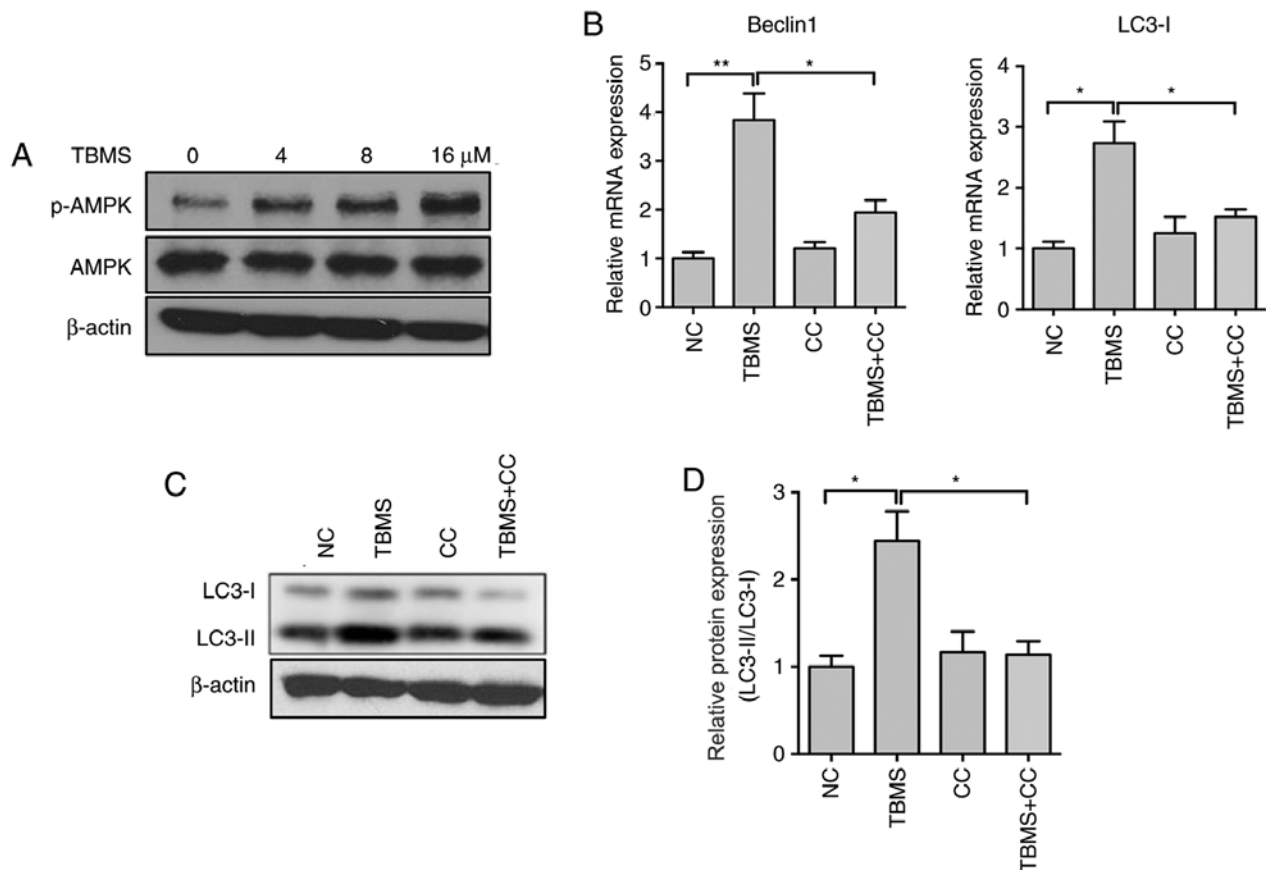 A
TBMS 0 4 8 16 μM
p-AMPK
AMPK
β-actin
B
Beclin1
Relative mRNA expression
5
4
3
2
1
0
**
*
NC
TBMS
CC
TBMS+CC
LC3-I
Relative mRNA expression
4
3
2
1
0
*
*
NC
TBMS
CC
TBMS+CC
C
NC
TBMS
CC
TBMS+CC
LC3-I
LC3-II
β-actin
D
Relative protein expression
(LC3-II/LC3-I)
3
2
1
0
*
*
NC
TBMS
CC
TBMS+CC